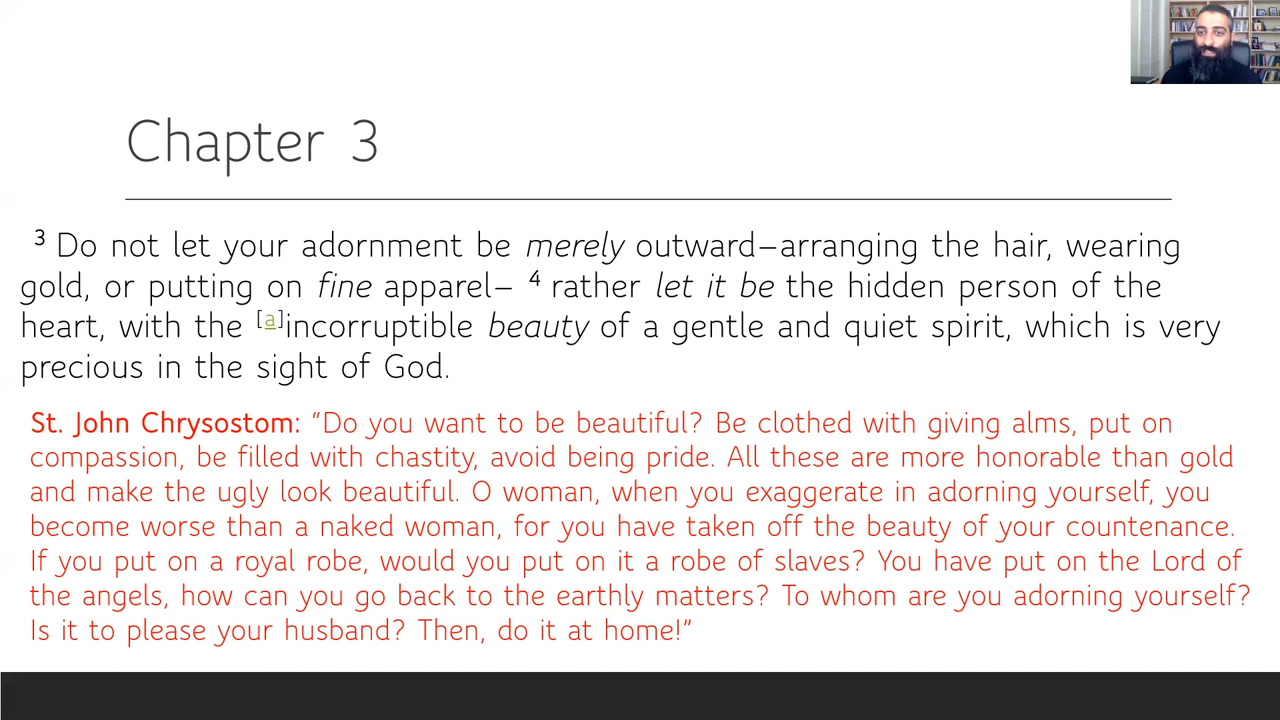 Chapter 3
3 Do not let your adornment be merely outward—arranging the hair, wearing
gold, or putting on fine apparel— 4 rather let it be the hidden person of the
heart, with the [a]incorruptible beauty of a gentle and quiet spirit, which is very
precious in the sight of God.
St. John Chrysostom: “Do you want to be beautiful? Be clothed with giving alms, put on
compassion, be filled with chastity, avoid being pride. All these are more honorable than gold
and make the ugly look beautiful. O woman, when you exaggerate in adorning yourself, you
become worse than a naked woman, for you have taken off the beauty of your countenance.
If you put on a royal robe, would you put on it a robe of slaves? You have put on the Lord of
the angels, how can you go back to the earthly matters? To whom are you adorning yourself?
Is it to please your husband? Then, do it at home!”